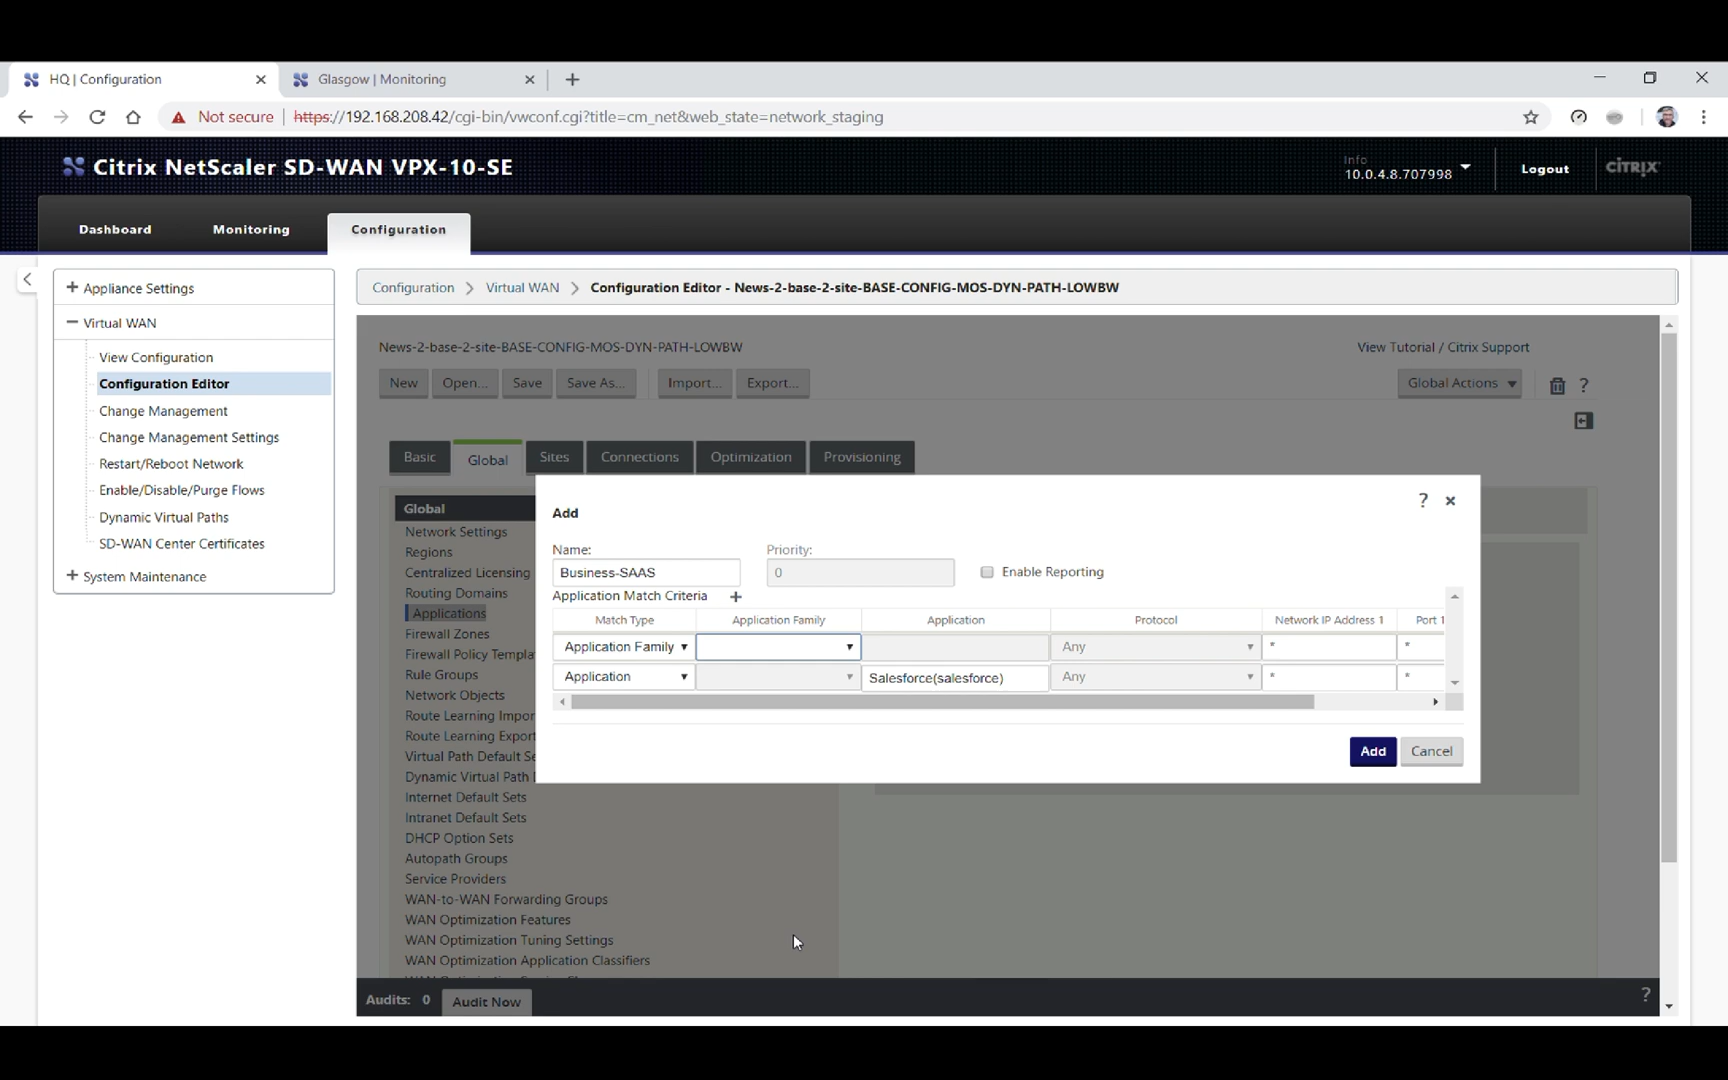 HQ | Configuration
Glasgow | Monitoring
Not secure
https://192.168.208.42/cgi-bin/vwconf.cgi?title=cm_net&web_state=network_staging
Citrix NetScaler SD-WAN VPX-10-SE
Info
10.0.4.8.707998
Logout
CİTRIX
Dashboard
Monitoring
Configuration
+ Appliance Settings
− Virtual WAN
View Configuration
Configuration Editor
Change Management
Change Management Settings
Restart/Reboot Network
Enable/Disable/Purge Flows
Dynamic Virtual Paths
SD-WAN Center Certificates
+ System Maintenance
Configuration > Virtual WAN > Configuration Editor - News-2-base-2-site-BASE-CONFIG-MOS-DYN-PATH-LOWBW
News-2-base-2-site-BASE-CONFIG-MOS-DYN-PATH-LOWBW
View Tutorial / Citrix Support
New
Open...
Save
Save As...
Import...
Export...
Global Actions
?
Basic
Global
Sites
Connections
Optimization
Provisioning
Global
Network Settings
Regions
Centralized Licensing
Routing Domains
Applications
Firewall Zones
Firewall Policy Templa
Rule Groups
Network Objects
Route Learning Impor
Route Learning Export
Virtual Path Default Se
Dynamic Virtual Path
Internet Default Sets
Intranet Default Sets
DHCP Option Sets
Autopath Groups
Service Providers
WAN-to-WAN Forwarding Groups
WAN Optimization Features
WAN Optimization Tuning Settings
WAN Optimization Application Classifiers
Add
?
Name:
Priority:
Business-SAAS
0
Enable Reporting
Application Match Criteria +
Match Type
Application Family
Application
Protocol
Network IP Address 1
Port 1
Application Family
Any
*
*
Application
Salesforce(salesforce)
Any
*
*
Add
Cancel
Audits: 0
Audit Now
?